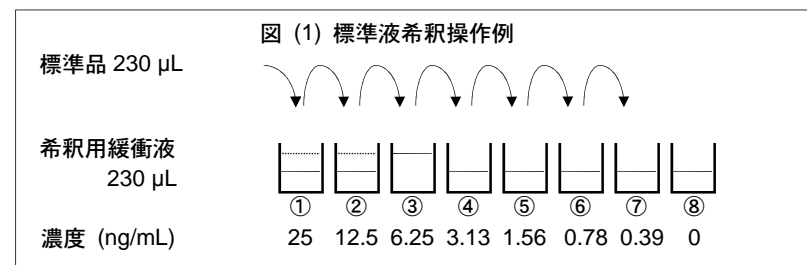 図 (1) 標準液希釈操作例
標準品 230 µL
希釈用緩衝液
230 µL
① ② ③ ④ ⑤ ⑥ ⑦ ⑧
濃度 (ng/mL) 25 12.5 6.25 3.13 1.56 0.78 0.39 0